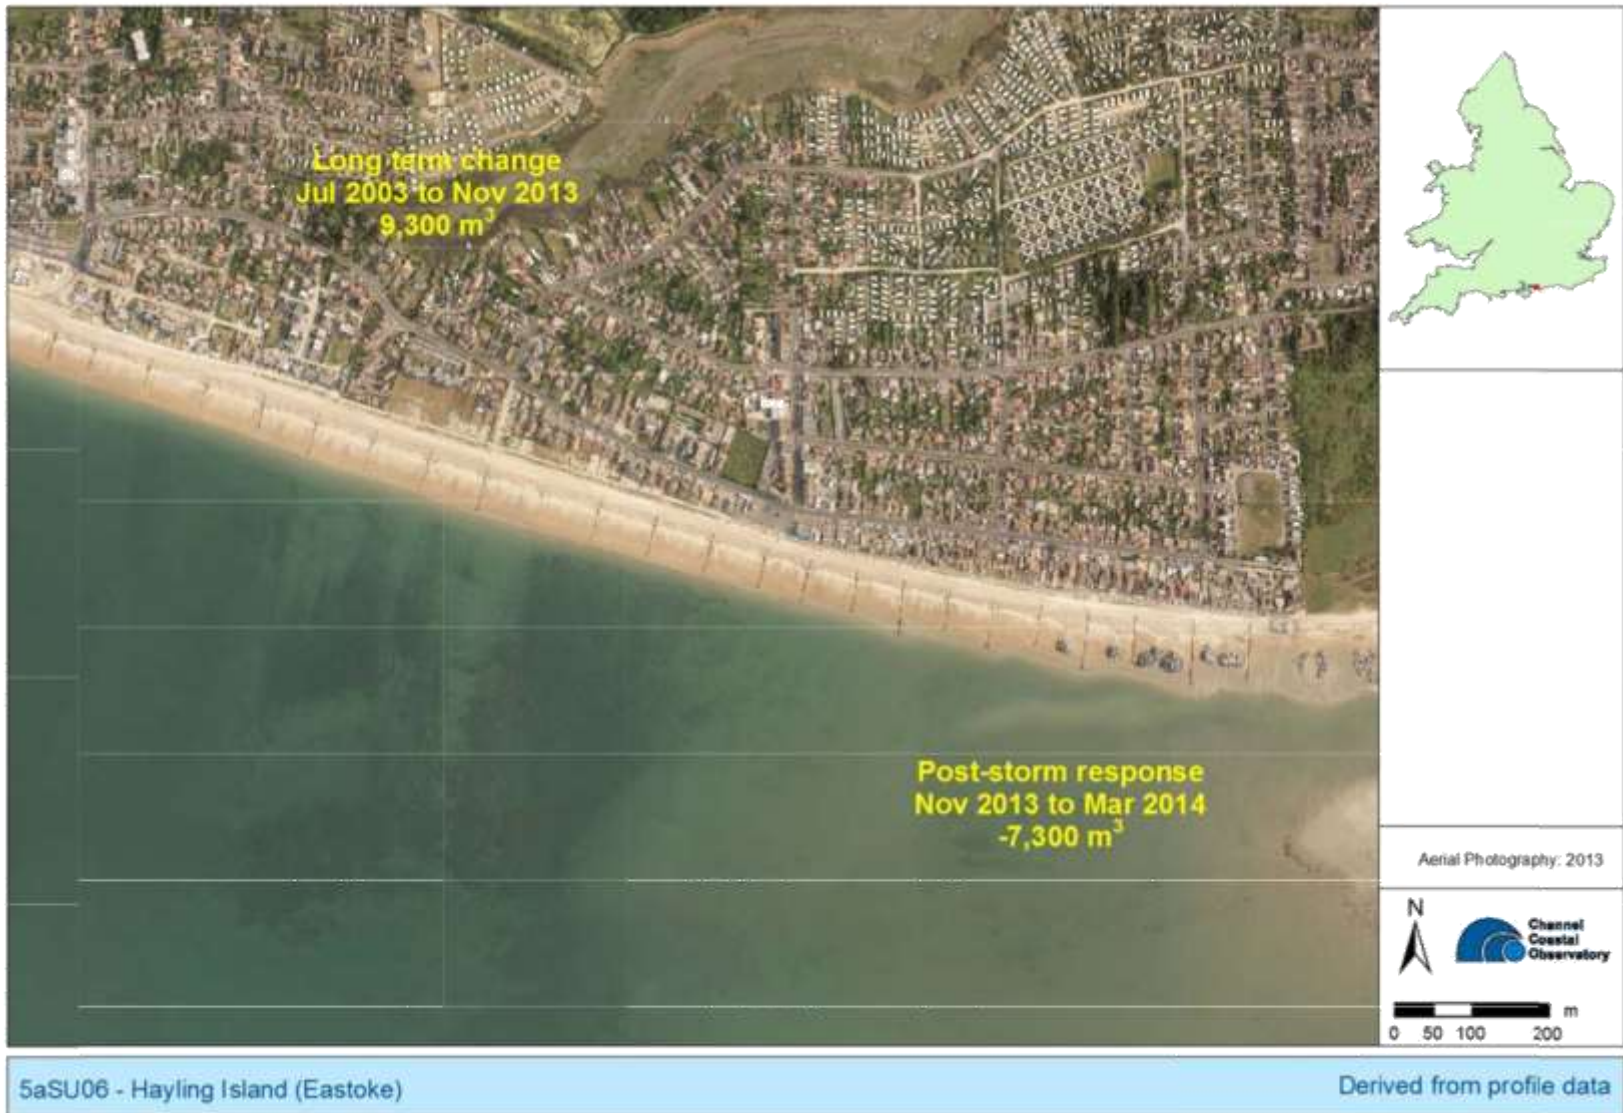 Long term change
Jul 2003 to Nov 2013
9,300 m³
Post-storm response
Nov 2013 to Mar 2014
-7,300 m³
Aerial Photography: 2013
N
Channel
Coastal
Observatory
m
0 50 100 200
5aSU06 - Hayling Island (Eastoke)
Derived from profile data